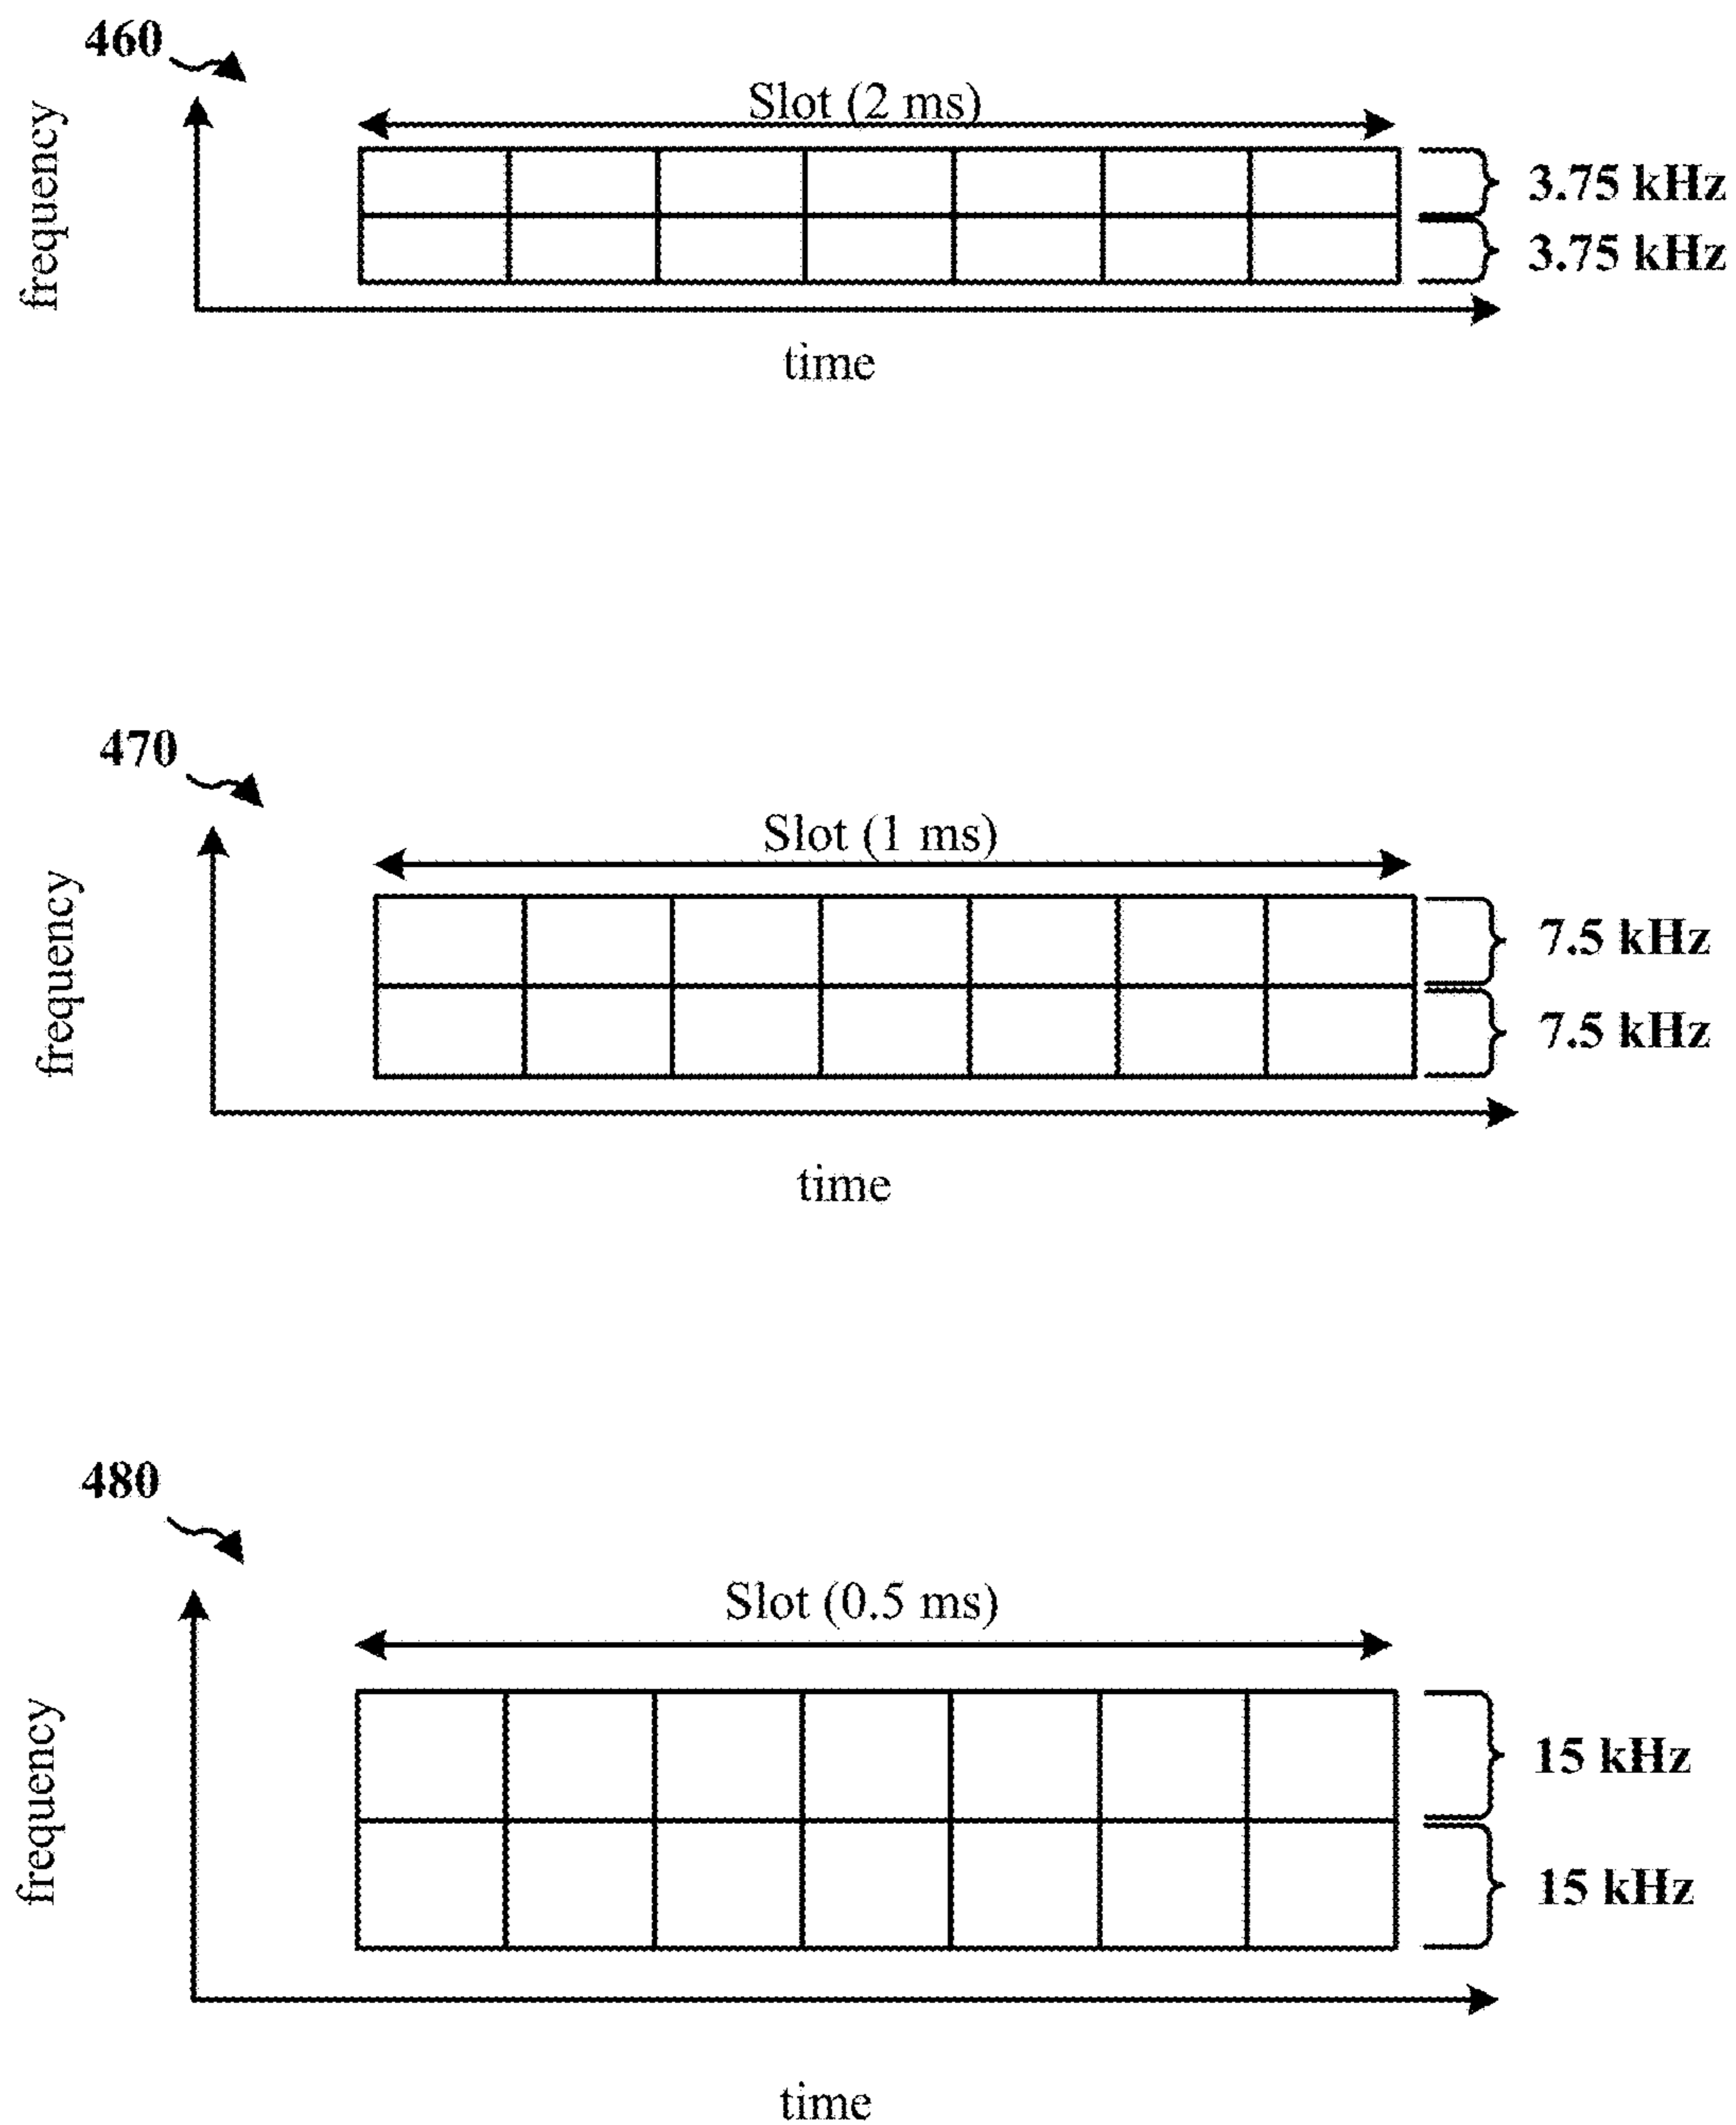 460
Slot (2 ms)
frequency
3.75 kHz
3.75 kHz
time
470
Slot (1 ms)
frequency
7.5 kHz
7.5 kHz
time
480
Slot (0.5 ms)
frequency
15 kHz
15 kHz
time